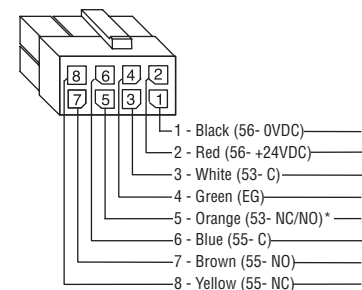 8 6 4 2
7 5 3 1
1 - Black (56- 0VDC)
2 - Red (56- +24VDC)
3 - White (53- C)
4 - Green (EG)
5 - Orange (53- NC/NO)*
6 - Blue (55- C)
7 - Brown (55- NO)
8 - Yellow (55- NC)